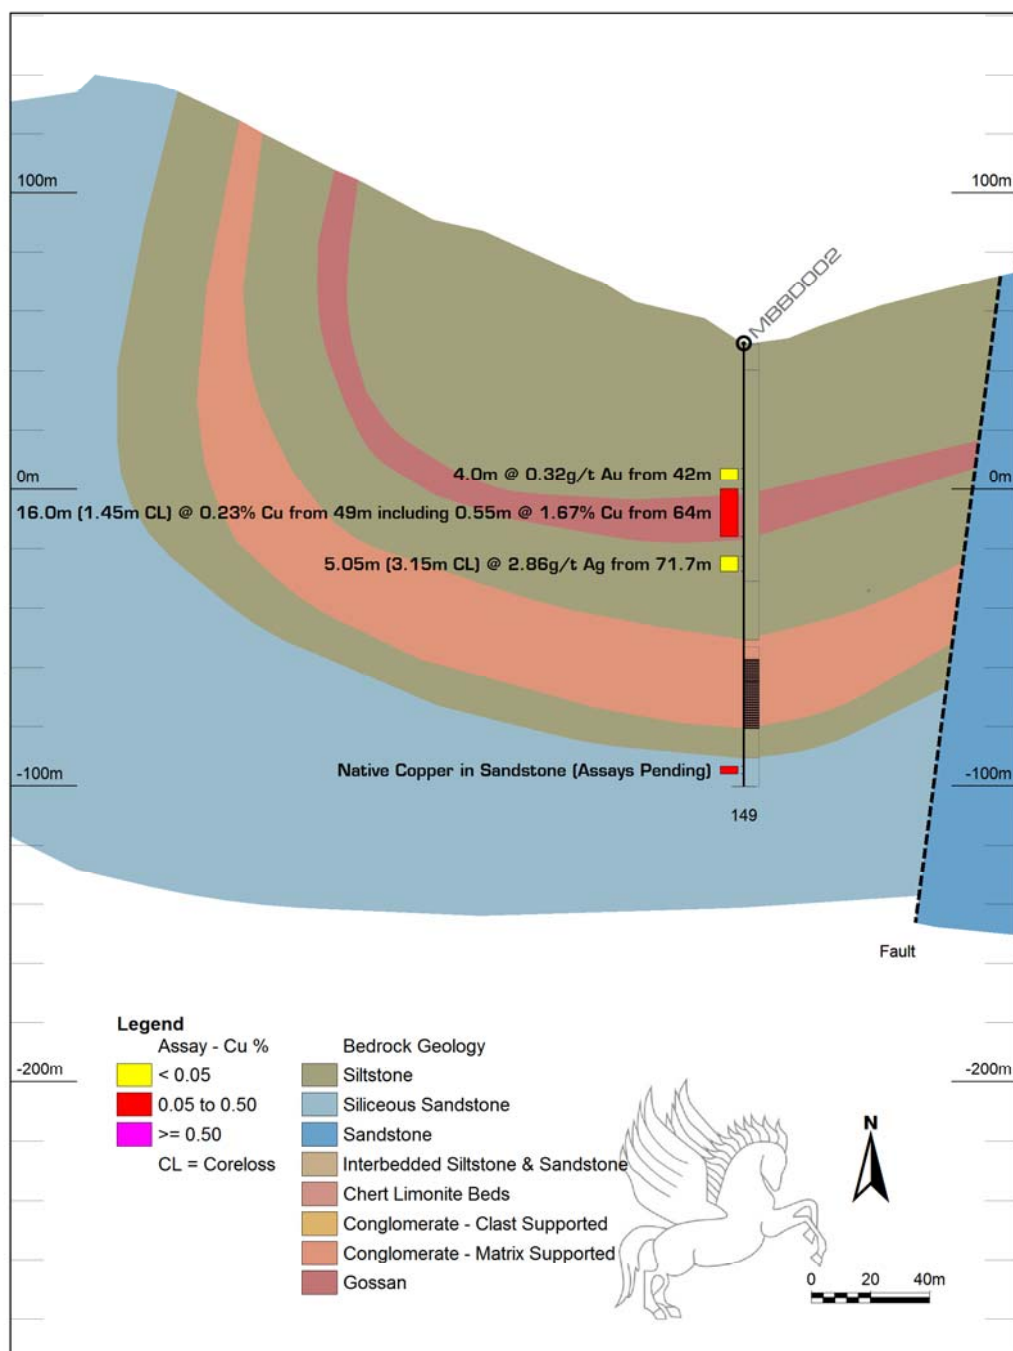 100m
100m
MBBD002
0m
0m
4.0m @ 0.32g/t Au from 42m
16.0m (1.45m CL) @ 0.23% Cu from 49m including 0.55m @ 1.67% Cu from 64m
5.05m (3.15m CL) @ 2.86g/t Ag from 71.7m
Native Copper in Sandstone (Assays Pending)
-100m
-100m
149
Fault
Legend
Assay - Cu %
Bedrock Geology
-200m
-200m
< 0.05
Siltstone
0.05 to 0.50
Siliceous Sandstone
>= 0.50
Sandstone
CL = Coreloss
Interbedded Siltstone & Sandstone
Chert Limonite Beds
Conglomerate - Clast Supported
Conglomerate - Matrix Supported
Gossan
N
0 20 40m